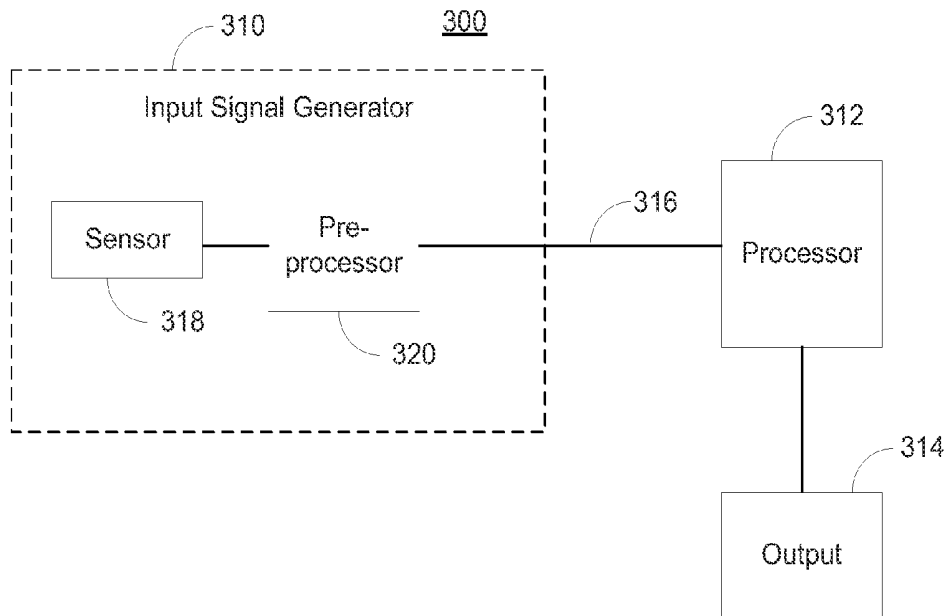 300
310
Input Signal Generator
312
316
Sensor
Pre-
processor
Processor
318
320
314
Output